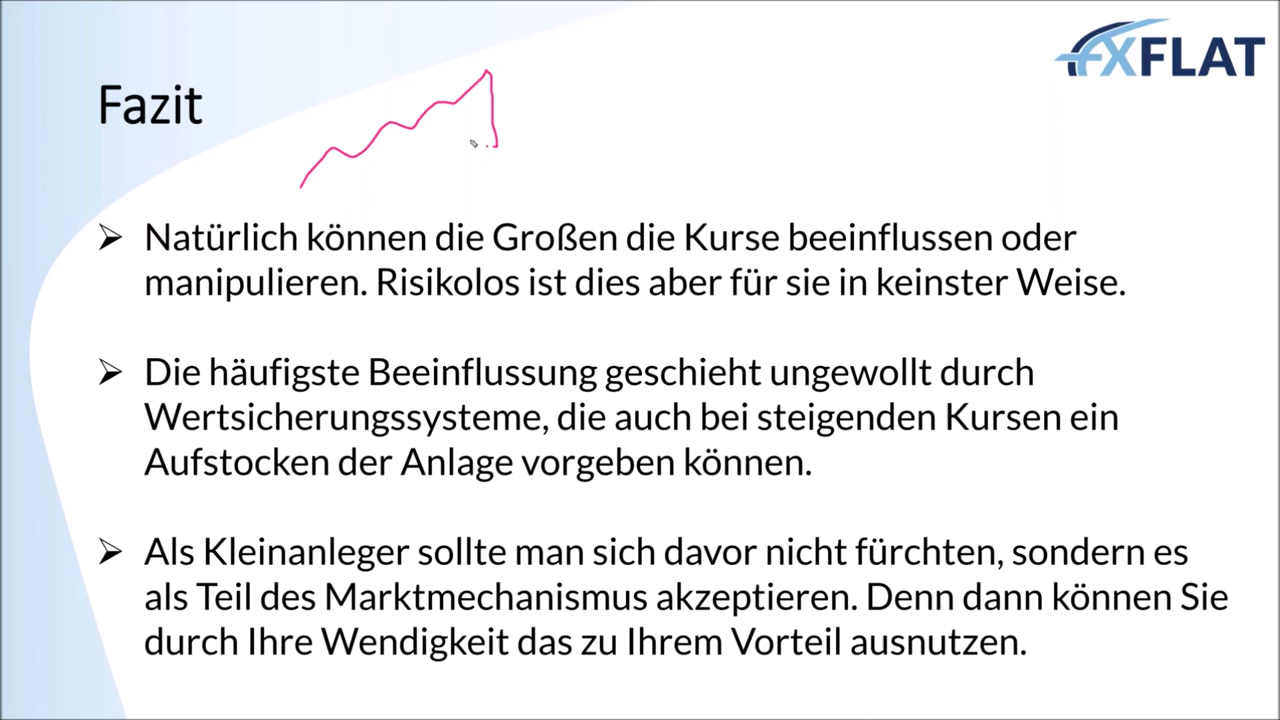 FXFLAT
Fazit
Natürlich können die Großen die Kurse beeinflussen oder
manipulieren. Risikolos ist dies aber für sie in keinster Weise.
Die häufigste Beeinflussung geschieht ungewollt durch
Wertsicherungssysteme, die auch bei steigenden Kursen ein
Aufstocken der Anlage vorgeben können.
Als Kleinanleger sollte man sich davor nicht fürchten, sondern es
als Teil des Marktmechanismus akzeptieren. Denn dann können Sie
durch Ihre Wendigkeit das zu Ihrem Vorteil ausnutzen.